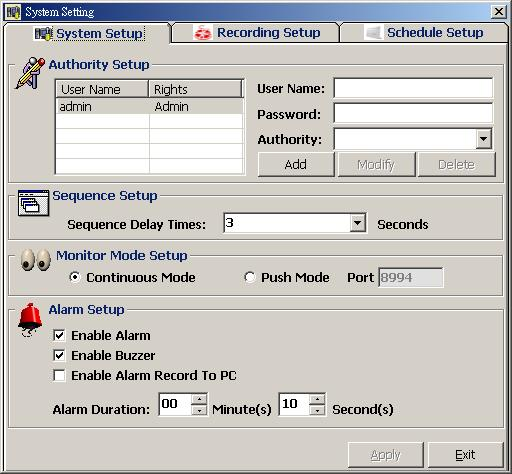 System Setting
System Setup Recording Setup Schedule Setup
Authority Setup
User Name Rights
admin Admin
User Name:
Password:
Authority:
Add Modify Delete
Sequence Setup
Sequence Delay Times: 3 Seconds
Monitor Mode Setup
Continuous Mode Push Mode Port 8994
Alarm Setup
Enable Alarm
Enable Buzzer
Enable Alarm Record To PC
Alarm Duration: 00 Minute(s) 10 Second(s)
Apply Exit